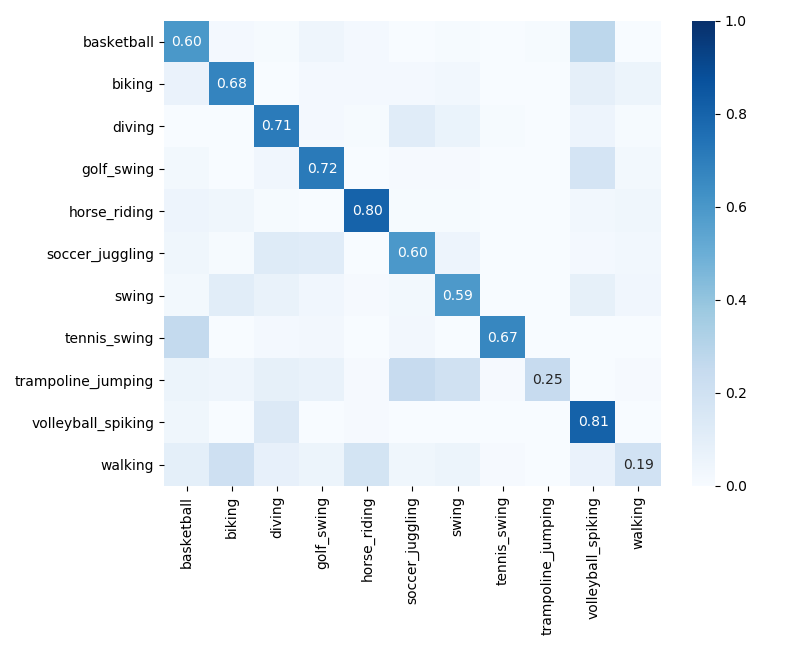 basketball 0.60 1.0
biking 0.68
diving 0.71 0.8
golf_swing 0.72
horse_riding 0.80 0.6
soccer_juggling 0.60
swing 0.59 0.4
tennis_swing 0.67
trampoline_jumping 0.25 0.2
volleyball_spiking 0.81
walking 0.19 0.0
basketball
biking
diving
golf_swing
horse_riding
soccer_juggling
swing
tennis_swing
trampoline_jumping
volleyball_spiking
walking